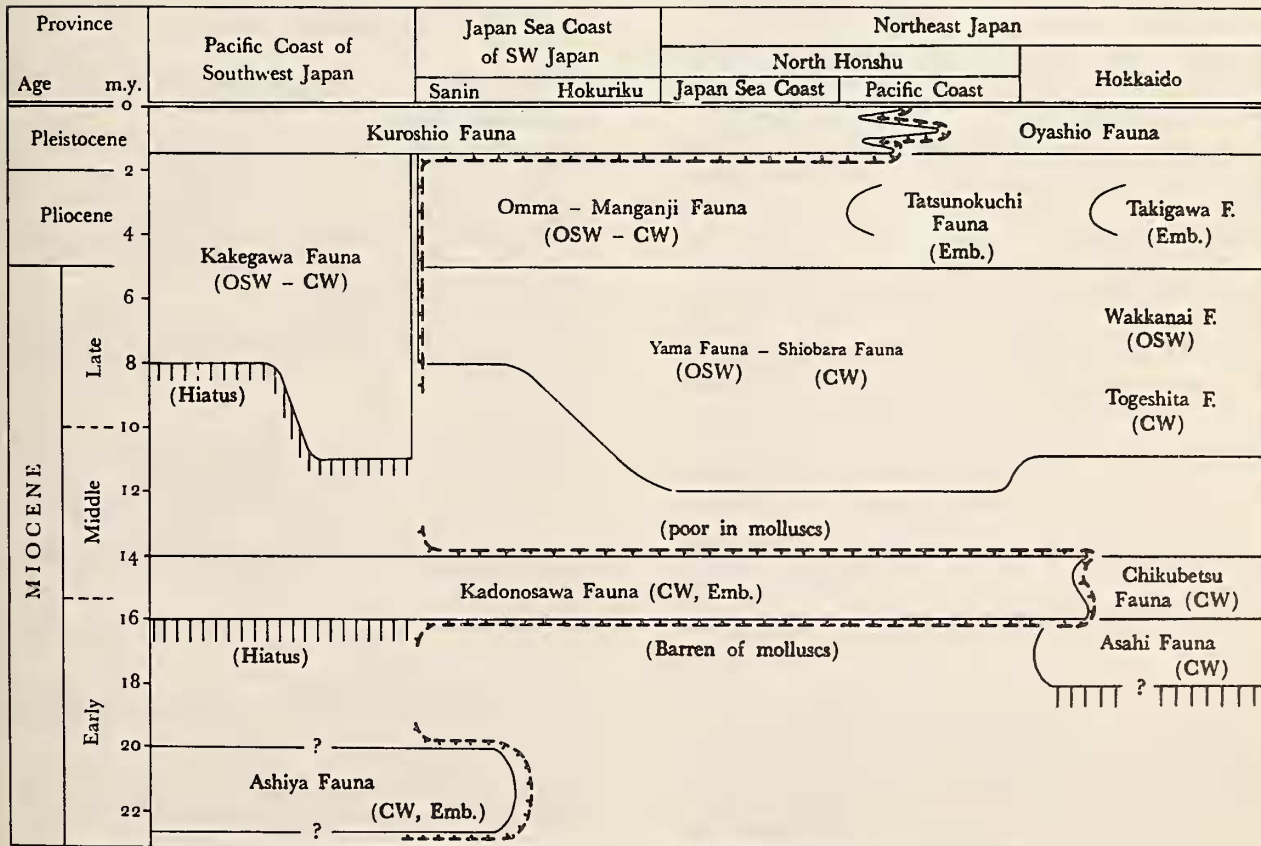 Province
Age m.y.
Pacific Coast of
Southwest Japan
Japan Sea Coast
of SW Japan
Sanin Hokuriku
Northeast Japan
North Honshu
Japan Sea Coast Pacific Coast
Hokkaido
0
Pleistocene
Kuroshio Fauna
Oyashio Fauna
2
Pliocene
4
Omma – Manganji Fauna
(OSW – CW)
Tatsunokuchi
Fauna
(Emb.)
Takigawa F.
(Emb.)
Kakegawa Fauna
(OSW – CW)
MIOCENE
Late
6
8
10
(Hiatus)
Yama Fauna – Shiobara Fauna
(OSW) (CW)
Wakkanai F.
(OSW)
Togeshita F.
(CW)
Middle
12
14
(poor in molluscs)
Kadonosawa Fauna (CW, Emb.)
Chikubetsu
Fauna (CW)
16
(Hiatus)
(Barren of molluscs)
Asahi Fauna
(CW)
?
Early
18
20
22
?
Ashiya Fauna
(CW, Emb.)
?